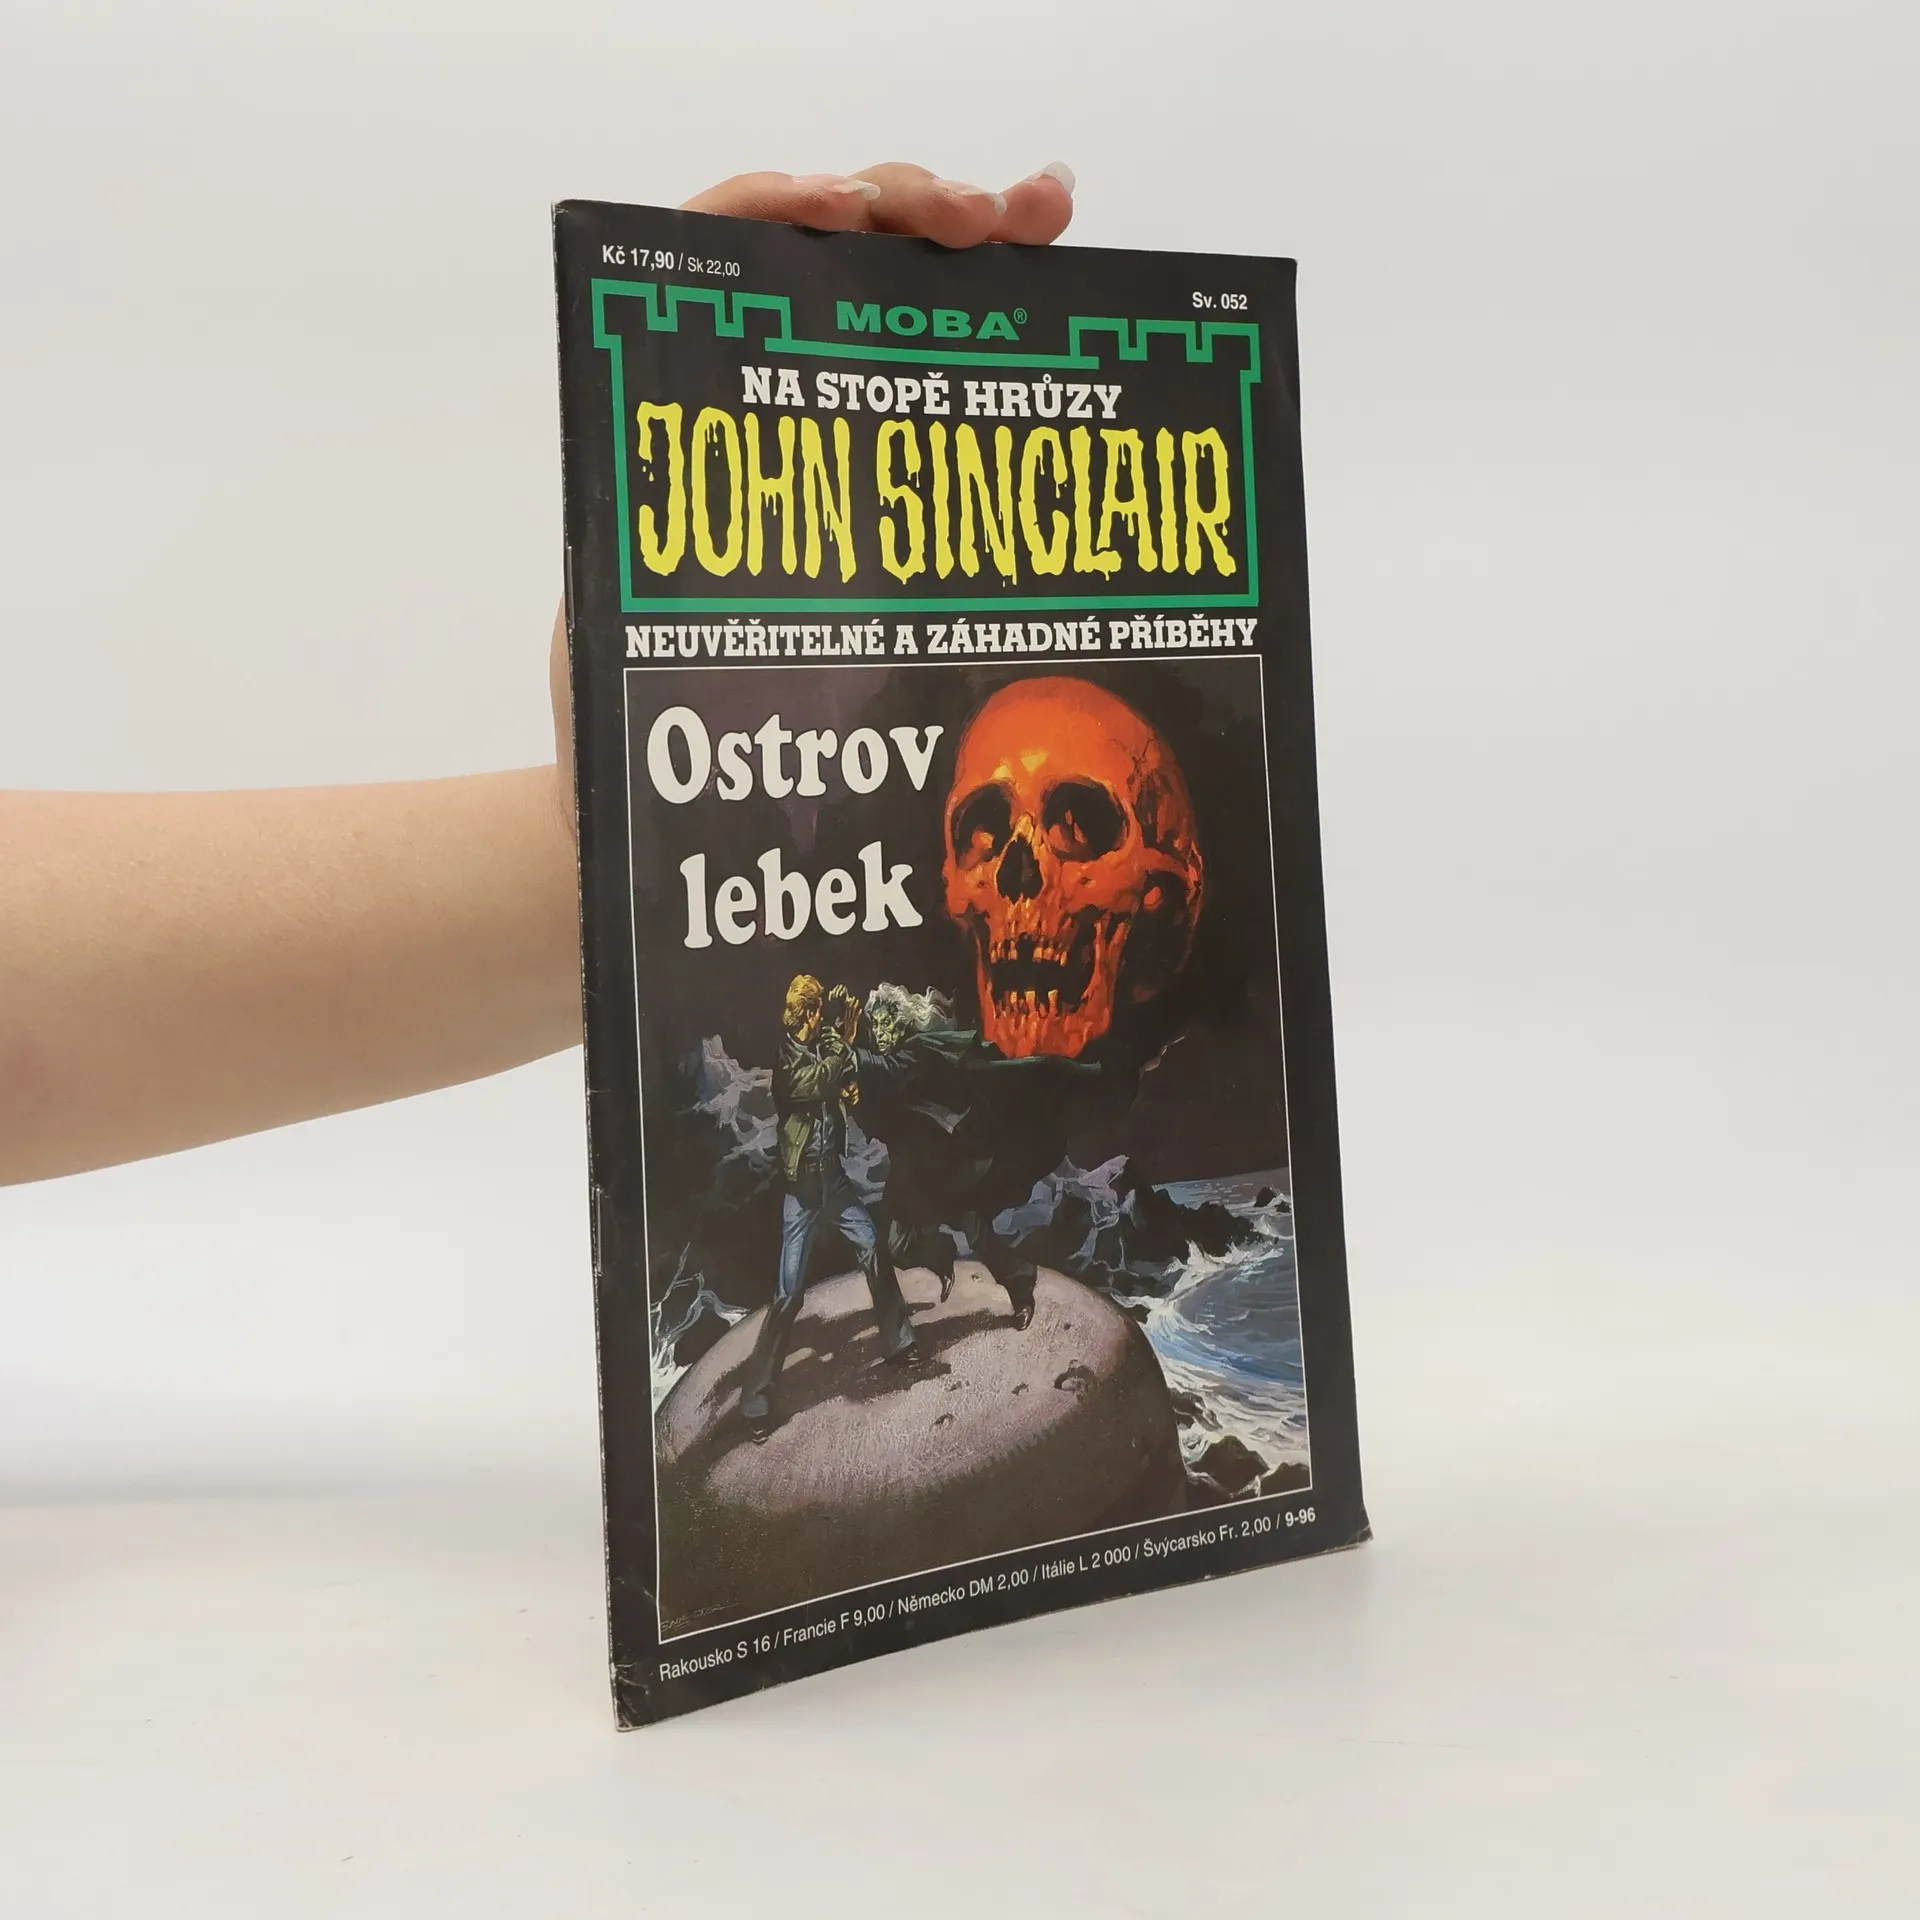 Kč 17,90 / Sk 22,00
Sv. 052
MOBA®
NA STOPĚ HRŮZY
JOHN SINCLAIR
NEUVĚŘITELNÉ A ZÁHADNÉ PŘÍBĚHY
Ostrov
lebek
Rakousko S 16 / Francie F 9,00 / Německo DM 2,00 / Itálie L 2 000 / Švýcarsko Fr. 2,00 / 9-96